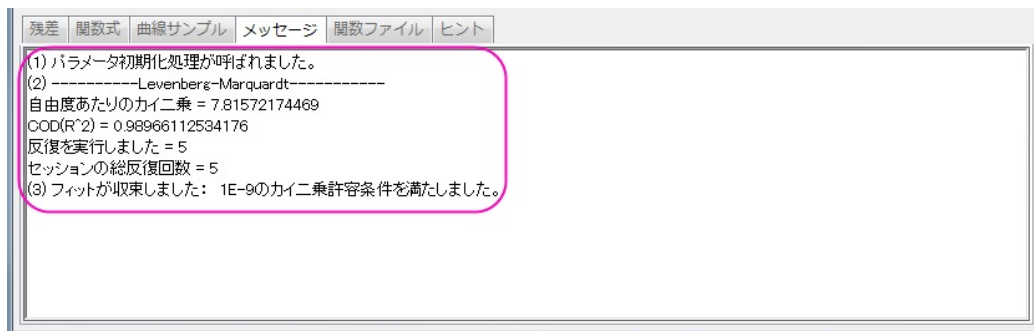 残差 関数式 曲線サンプル メッセージ 関数ファイル ヒント
(1) パラメータ初期化処理が呼ばれました。
(2) ----------Levenberg-Marquardt-----------
自由度あたりのカイ二乗 = 7.81572174469
COD(R^2) = 0.98966112534176
反復を実行しました = 5
セッションの総反復回数 = 5
(3) フィットが収束しました： 1E-9のカイ二乗許容条件を満たしました。